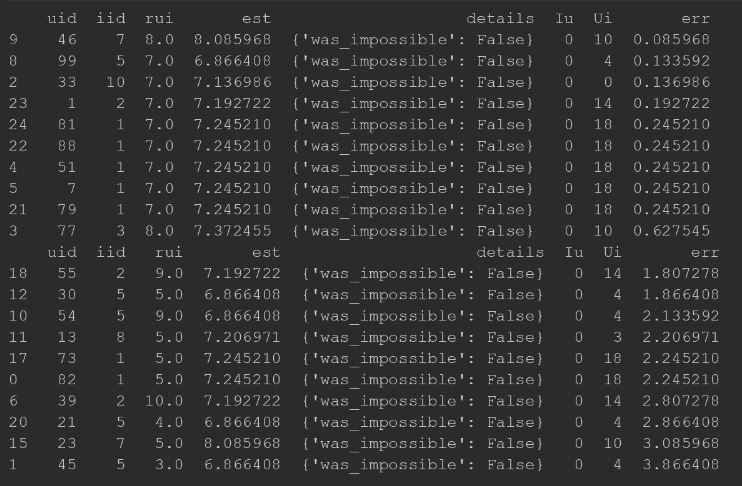 uid iid rui est details Iu Ui err
9 46 7 8.0 8.085968 {'was_impossible': False} 0 10 0.085968
8 99 5 7.0 6.866408 {'was_impossible': False} 0 4 0.133592
2 33 10 7.0 7.136986 {'was_impossible': False} 0 0 0.136986
23 1 2 7.0 7.192722 {'was_impossible': False} 0 14 0.192722
24 81 1 7.0 7.245210 {'was_impossible': False} 0 18 0.245210
22 88 1 7.0 7.245210 {'was_impossible': False} 0 18 0.245210
4 51 1 7.0 7.245210 {'was_impossible': False} 0 18 0.245210
5 7 1 7.0 7.245210 {'was_impossible': False} 0 18 0.245210
21 79 1 7.0 7.245210 {'was_impossible': False} 0 18 0.245210
3 77 3 8.0 7.372455 {'was_impossible': False} 0 10 0.627545
uid iid rui est details Iu Ui err
18 55 2 9.0 7.192722 {'was_impossible': False} 0 14 1.807278
12 30 5 5.0 6.866408 {'was_impossible': False} 0 4 1.866408
10 54 5 9.0 6.866408 {'was_impossible': False} 0 4 2.133592
11 13 8 5.0 7.206971 {'was_impossible': False} 0 3 2.206971
17 73 1 5.0 7.245210 {'was_impossible': False} 0 18 2.245210
0 82 1 5.0 7.245210 {'was_impossible': False} 0 18 2.245210
6 39 2 10.0 7.192722 {'was_impossible': False} 0 14 2.807278
20 21 5 4.0 6.866408 {'was_impossible': False} 0 4 2.866408
15 23 7 5.0 8.085968 {'was_impossible': False} 0 10 3.085968
1 45 5 3.0 6.866408 {'was_impossible': False} 0 4 3.866408